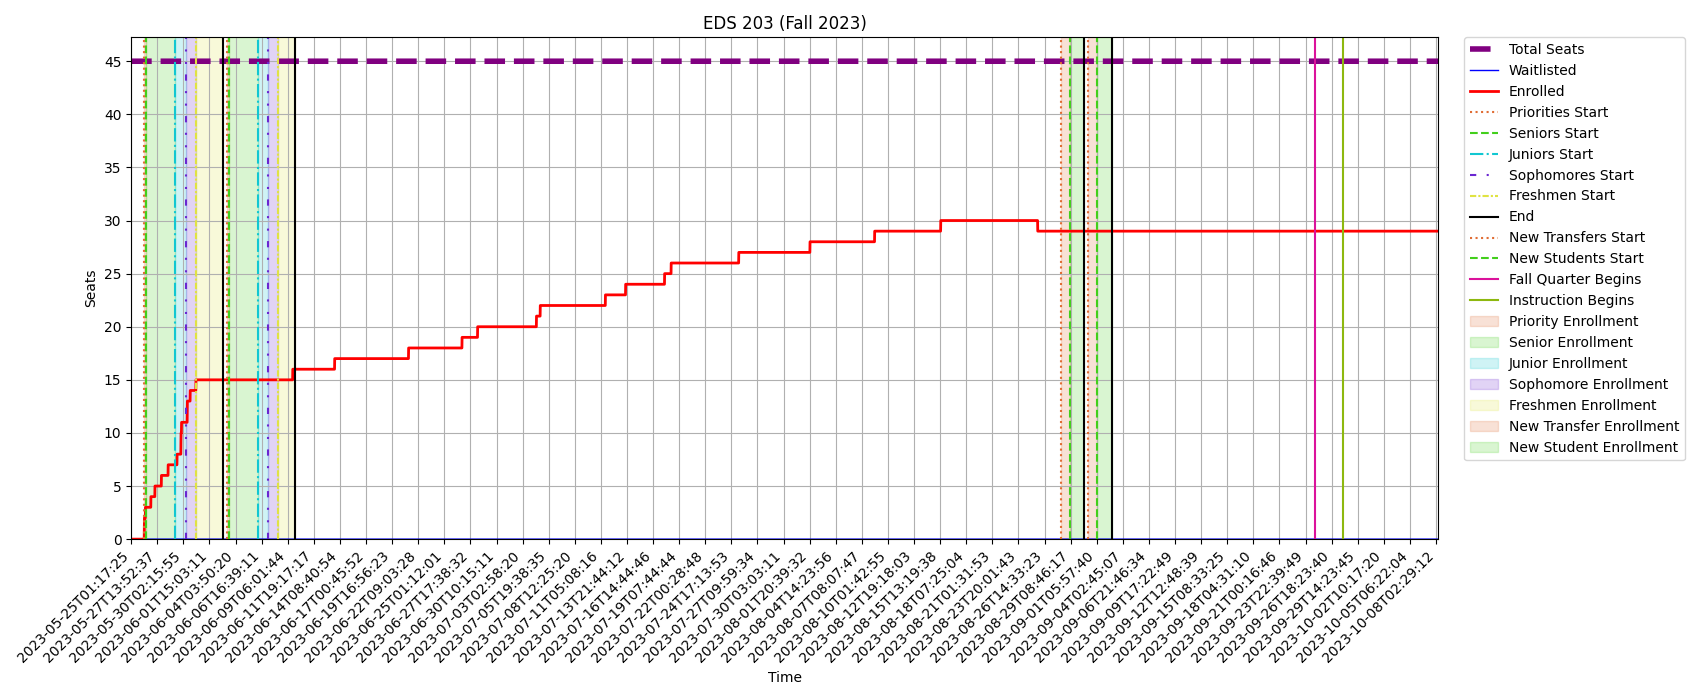 EDS 203 (Fall 2023)
45
40
35
30
25
20
15
10
5
0
Seats
2023-05-25T01:17:25
2023-05-27T13:52:37
2023-05-30T02:15:55
2023-06-01T15:03:11
2023-06-04T03:50:20
2023-06-06T16:39:11
2023-06-09T06:01:44
2023-06-11T19:17:17
2023-06-14T08:40:54
2023-06-17T00:45:52
2023-06-19T16:56:23
2023-06-22T09:03:28
2023-06-25T01:12:01
2023-06-27T17:38:32
2023-06-30T10:15:11
2023-07-03T02:58:20
2023-07-05T19:38:35
2023-07-08T12:25:20
2023-07-11T05:08:16
2023-07-13T21:44:12
2023-07-16T14:44:46
2023-07-19T07:44:44
2023-07-22T00:28:48
2023-07-24T17:13:53
2023-07-27T09:59:34
2023-07-30T03:03:11
2023-08-01T20:39:32
2023-08-04T14:23:56
2023-08-07T08:07:47
2023-08-10T01:42:55
2023-08-12T19:18:03
2023-08-15T13:19:38
2023-08-18T07:25:04
2023-08-21T01:31:53
2023-08-23T20:01:43
2023-08-26T14:33:23
2023-08-29T08:46:17
2023-09-01T05:57:40
2023-09-04T02:45:07
2023-09-06T21:46:34
2023-09-09T17:22:49
2023-09-12T12:48:39
2023-09-15T08:33:25
2023-09-18T04:31:10
2023-09-21T00:16:46
2023-09-23T22:39:49
2023-09-26T18:23:40
2023-09-29T14:23:45
2023-10-02T10:17:20
2023-10-05T06:22:04
2023-10-08T02:29:12
Time
Total Seats
Waitlisted
Enrolled
Priorities Start
Seniors Start
Juniors Start
Sophomores Start
Freshmen Start
End
New Transfers Start
New Students Start
Fall Quarter Begins
Instruction Begins
Priority Enrollment
Senior Enrollment
Junior Enrollment
Sophomore Enrollment
Freshmen Enrollment
New Transfer Enrollment
New Student Enrollment